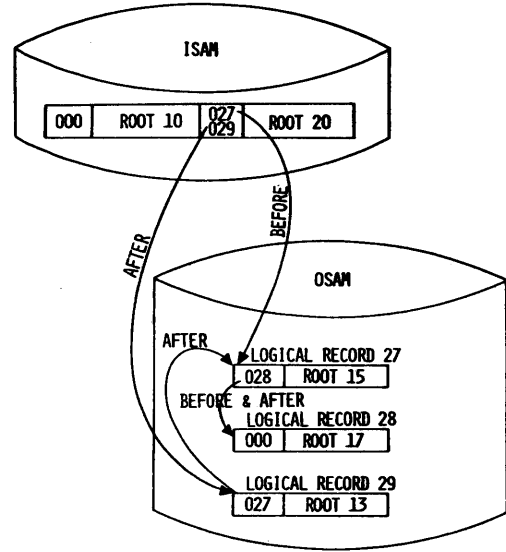 ISAM
000 ROOT 10 027 029 ROOT 20
AFTER
BEFORE
OSAM
AFTER
LOGICAL RECORD 27
028 ROOT 15
BEFORE & AFTER
LOGICAL RECORD 28
000 ROOT 17
LOGICAL RECORD 29
027 ROOT 13